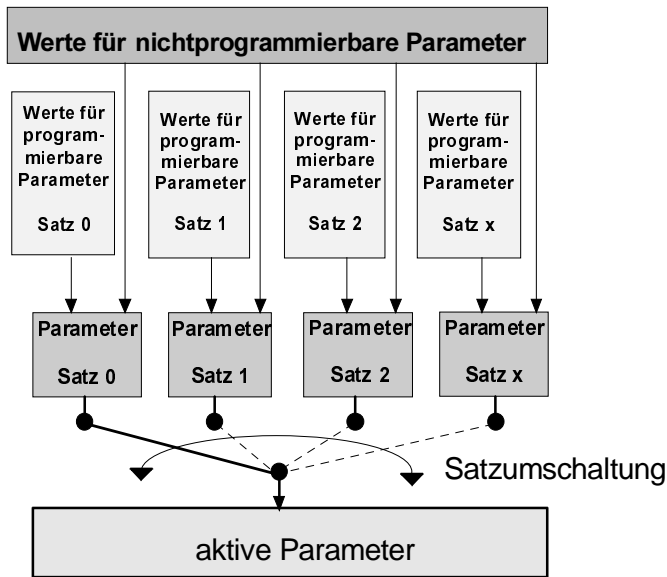 Werte für nichtprogrammierbare Parameter
Werte für
program-
mierbare
Parameter
Satz 0
Werte für
program-
mierbare
Parameter
Satz 1
Werte für
program-
mierbare
Parameter
Satz 2
Werte für
program-
mierbare
Parameter
Satz x
Parameter
Satz 0
Parameter
Satz 1
Parameter
Satz 2
Parameter
Satz x
Satzumschaltung
aktive Parameter